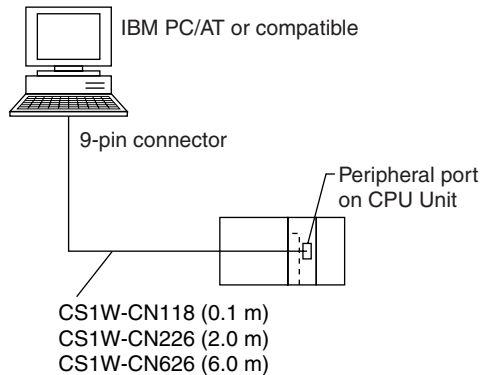 IBM PC/AT or compatible
9-pin connector
Peripheral port
on CPU Unit
CS1W-CN118 (0.1 m)
CS1W-CN226 (2.0 m)
CS1W-CN626 (6.0 m)